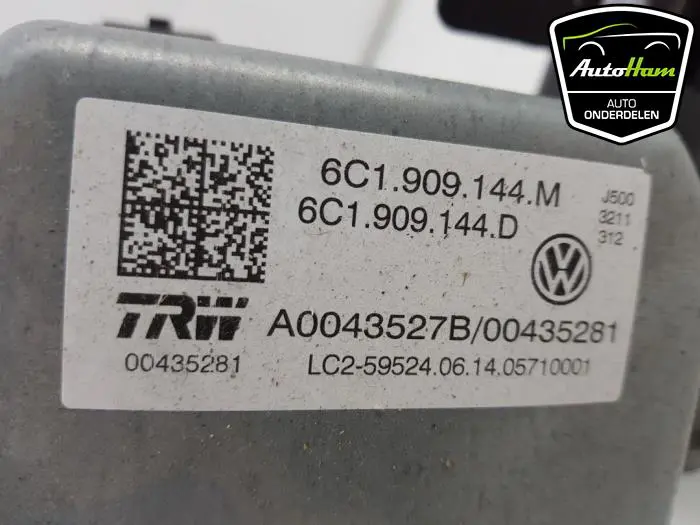 AutoHam
AUTO
ONDERDELEN
6C1.909.144.M
6C1.909.144.D
J500
3211
312
VW
TRW
A0043527B/00435281
00435281
LC2-59524.06.14.05710001